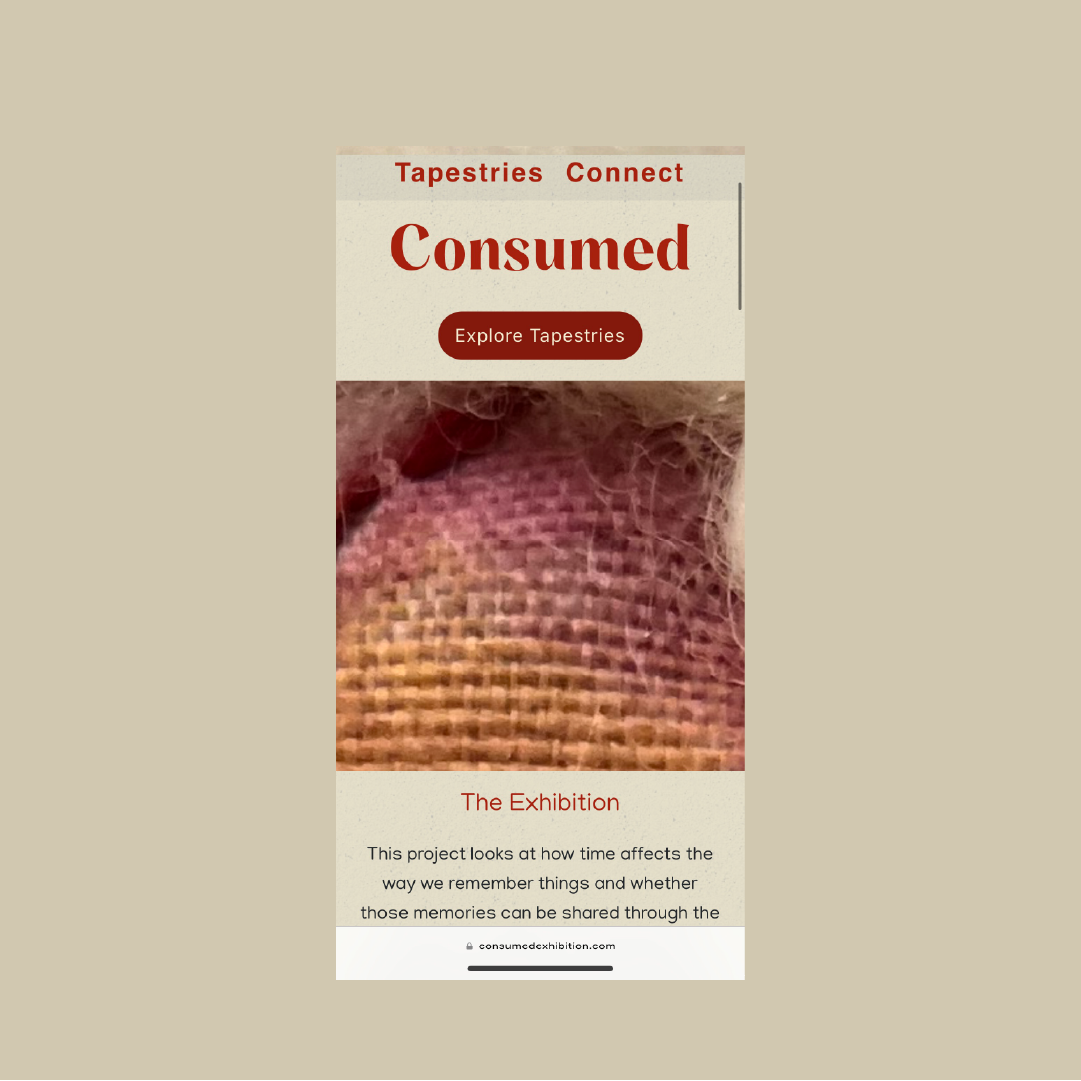 Tapestries Connect
Consumed
Explore Tapestries
The Exhibition
This project looks at how time affects the
way we remember things and whether
those memories can be shared through the
consumedexhibition.com